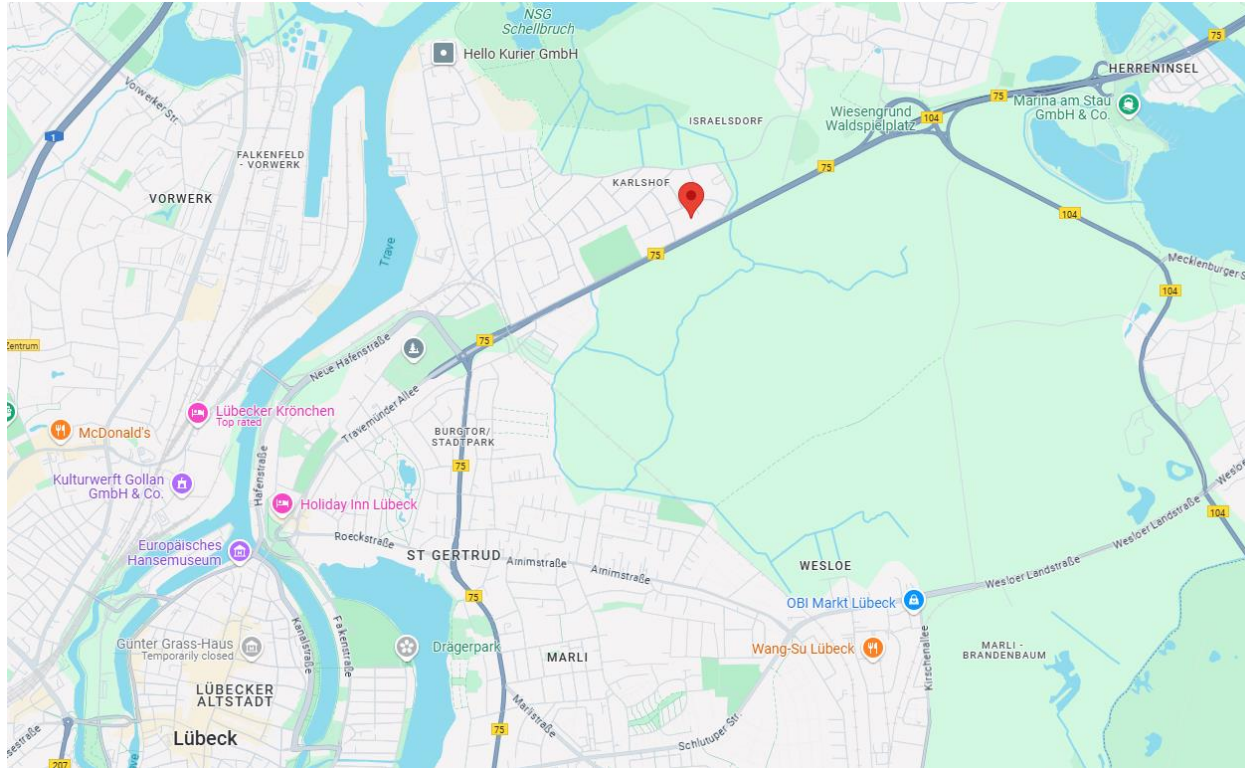 NSG
Schellbruch
Hello Kurier GmbH
75
HERRENINSEL
Vorwerker Str.
75
Marina am Stau
GmbH & Co.
Wiesengrund
Waldspielplatz
104
ISRAELSDORF
1
FALKENFELD
- VORWERK
75
KARLSHOF
VORWERK
104
Trave
75
Mecklenburger S
104
Zentrum
75
Neue Hafenstraße
Travemünder Allee
Lübecker Krönchen
Top rated
McDonald's
BURGTOR/
STADTPARK
75
Kulturwerft Gollan
GmbH & Co.
Hafenstraße
Holiday Inn Lübeck
Wesloer Landstraße
Weslo
104
Roeckstraße
Europäisches
Hansemuseum
ST GERTRUD
Arnimstraße
Arnimstraße
WESLOE
Wesloer Landstraße
75
OBI Markt Lübeck
Kanalstraße
Falkenstraße
Günter Grass-Haus
Temporarily closed
Drägerpark
MARLI
Wang-Su Lübeck
Kirschenallee
MARLI -
BRANDENBAUM
LÜBECKER
ALTSTADT
Marlistraße
75
Schlutuper Str.
Lübeck
esestraße
207
Trave